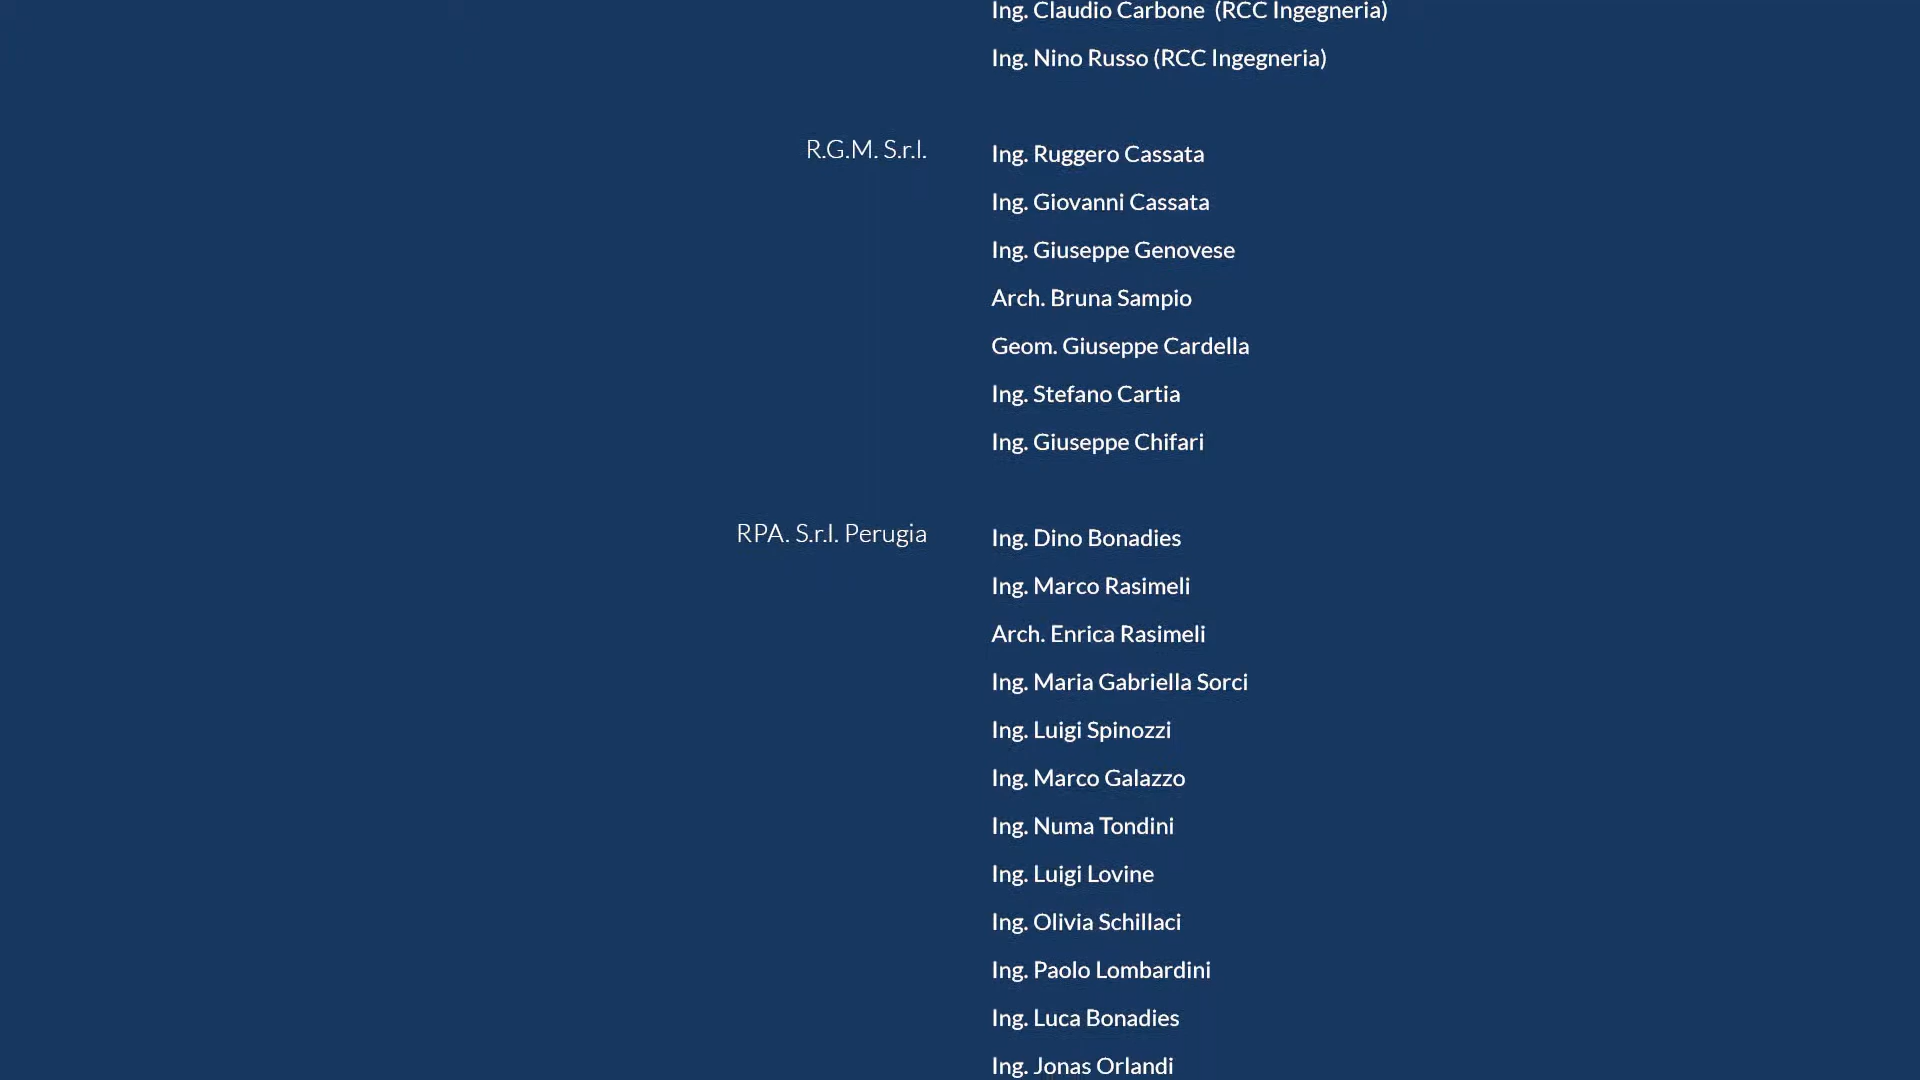 Ing. Claudio Carbone  (RCC Ingegneria)
Ing. Nino Russo (RCC Ingegneria)
R.G.M. S.r.l.
Ing. Ruggero Cassata
Ing. Giovanni Cassata
Ing. Giuseppe Genovese
Arch. Bruna Sampio
Geom. Giuseppe Cardella
Ing. Stefano Cartia
Ing. Giuseppe Chifari
RPA. S.r.l. Perugia
Ing. Dino Bonadies
Ing. Marco Rasimeli
Arch. Enrica Rasimeli
Ing. Maria Gabriella Sorci
Ing. Luigi Spinozzi
Ing. Marco Galazzo
Ing. Numa Tondini
Ing. Luigi Lovine
Ing. Olivia Schillaci
Ing. Paolo Lombardini
Ing. Luca Bonadies
Ing. Jonas Orlandi